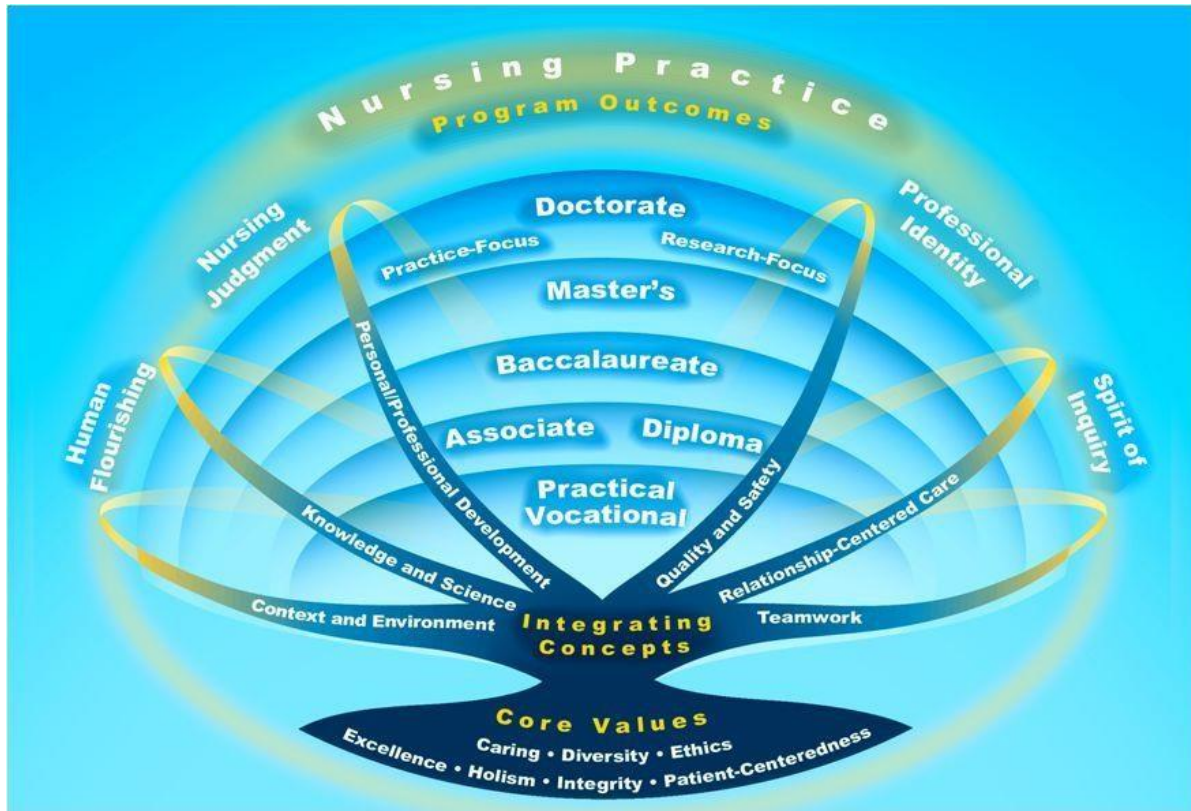 Nursing Practice
Program Outcomes
Nursing
Judgment
Professional
Identity
Human
Flourishing
Spirit of
Inquiry
Doctorate
Practice-Focus
Research-Focus
Master's
Baccalaureate
Associate
Diploma
Practical
Vocational
Personal/Professional Development
Quality and Safety
Knowledge and Science
Relationship-Centered Care
Context and Environment
Teamwork
Integrating
Concepts
Core Values
Caring • Diversity • Ethics
Excellence • Holism • Integrity • Patient-Centeredness